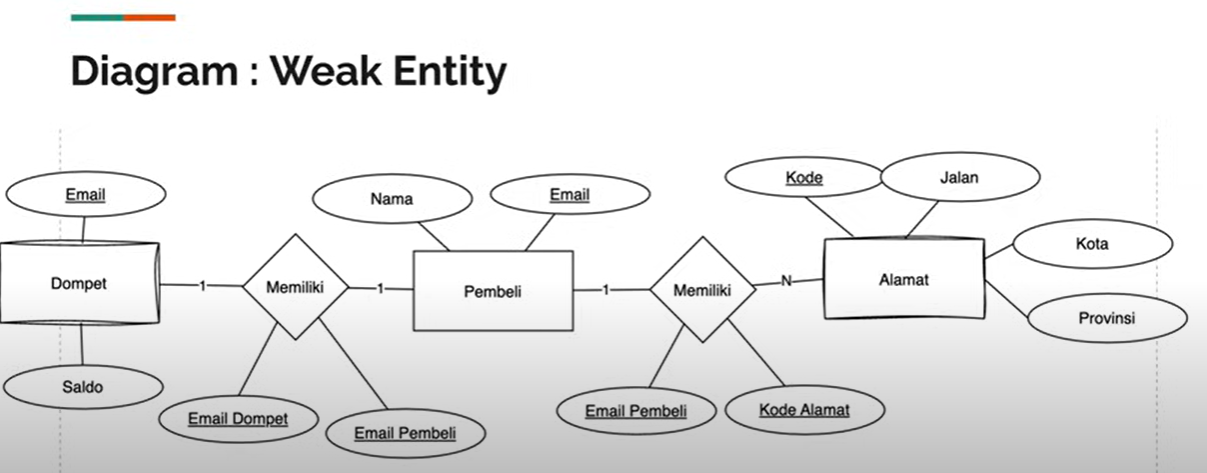 Diagram : Weak Entity
Email
Nama
Email
Kode
Jalan
Kota
Dompet
1
Memiliki
1
Pembeli
1
Memiliki
N
Alamat
Provinsi
Saldo
Email Dompet
Email Pembeli
Email Pembeli
Kode Alamat